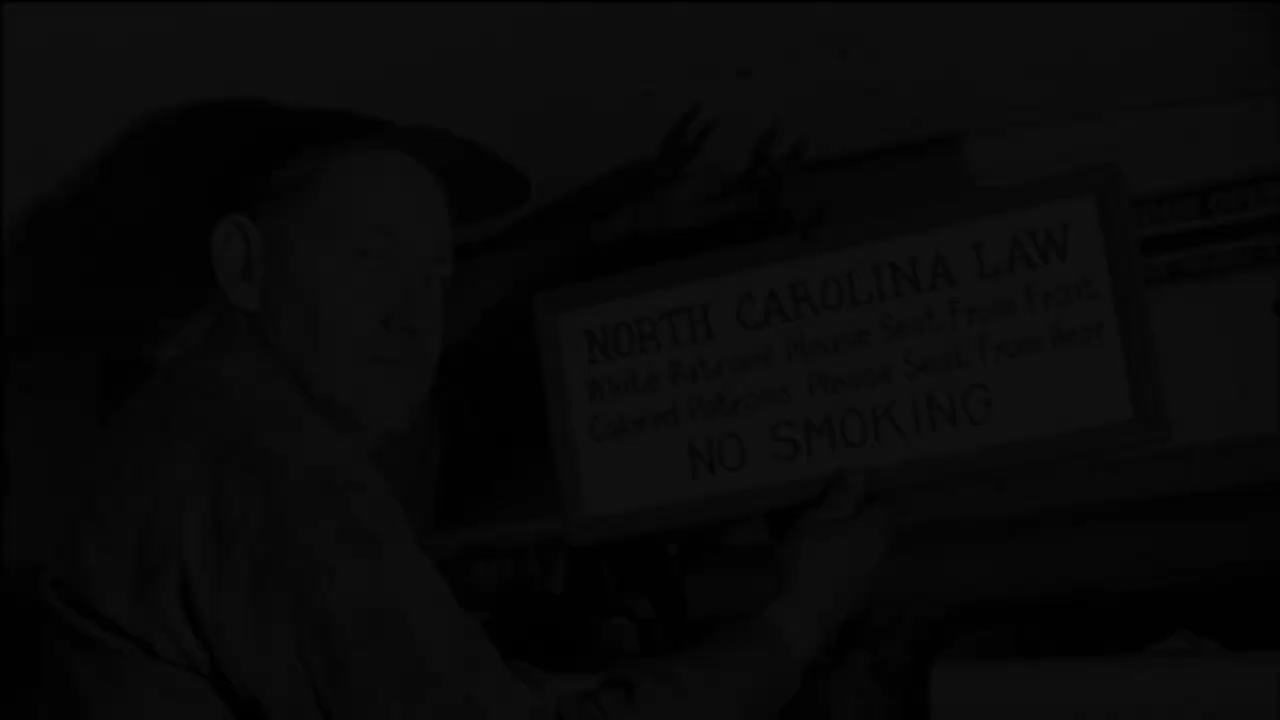 NORTH CAROLINA LAW
White Patrons Please Seat From Front
Colored Patrons Please Seat From Rear
NO SMOKING